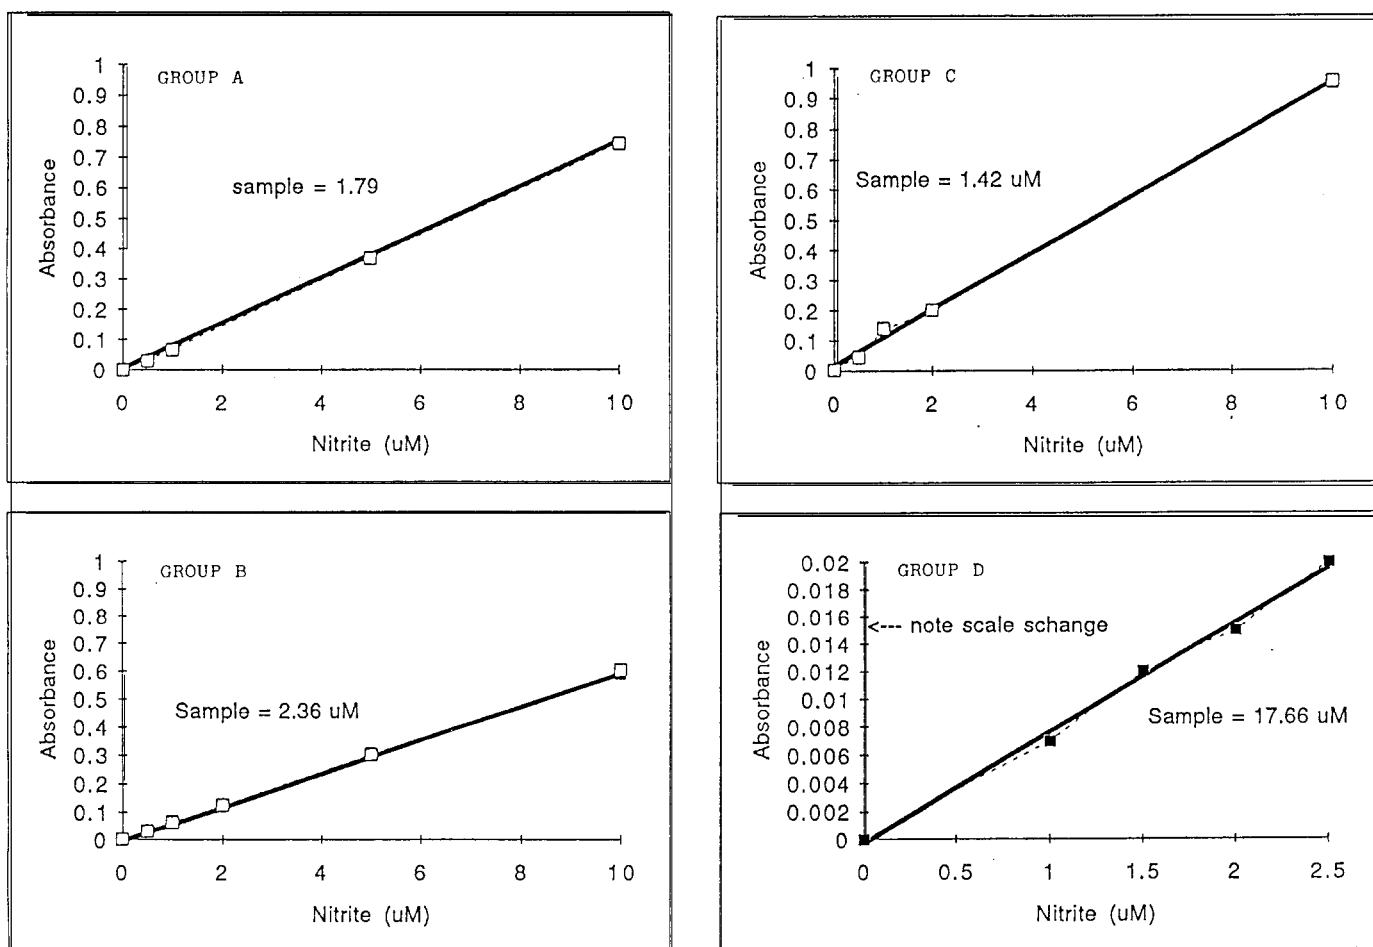 GROUP A
1
0.9
0.8
0.7
0.6
0.5
0.4
0.3
0.2
0.1
0
Absorbance
sample = 1.79
0 2 4 6 8 10
Nitrite (uM)
GROUP C
1
0.9
0.8
0.7
0.6
0.5
0.4
0.3
0.2
0.1
0
Absorbance
Sample = 1.42 uM
0 2 4 6 8 10
Nitrite (uM)
GROUP B
1
0.9
0.8
0.7
0.6
0.5
0.4
0.3
0.2
0.1
0
Absorbance
Sample = 2.36 uM
0 2 4 6 8 10
Nitrite (uM)
GROUP D
0.02
0.018
0.016
0.014
0.012
0.01
0.008
0.006
0.004
0.002
0
Absorbance
<--- note scale schange
Sample = 17.66 uM
0 0.5 1 1.5 2 2.5
Nitrite (uM)